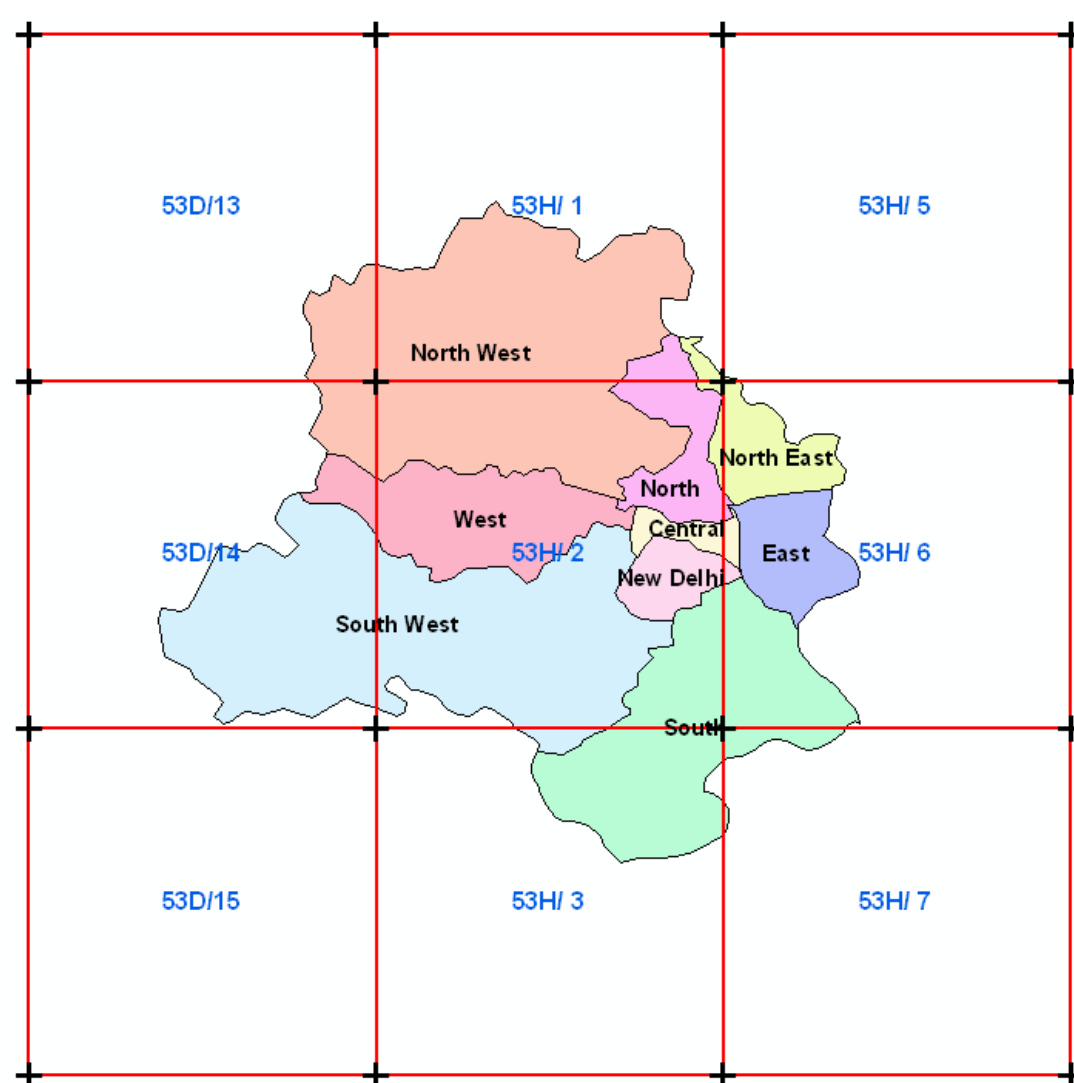 53D/13
53H/ 1
53H/ 5
North West
North East
North
West
Central
53D/14
53H/ 2
East
53H/ 6
New Delhi
South West
South
53D/15
53H/ 3
53H/ 7